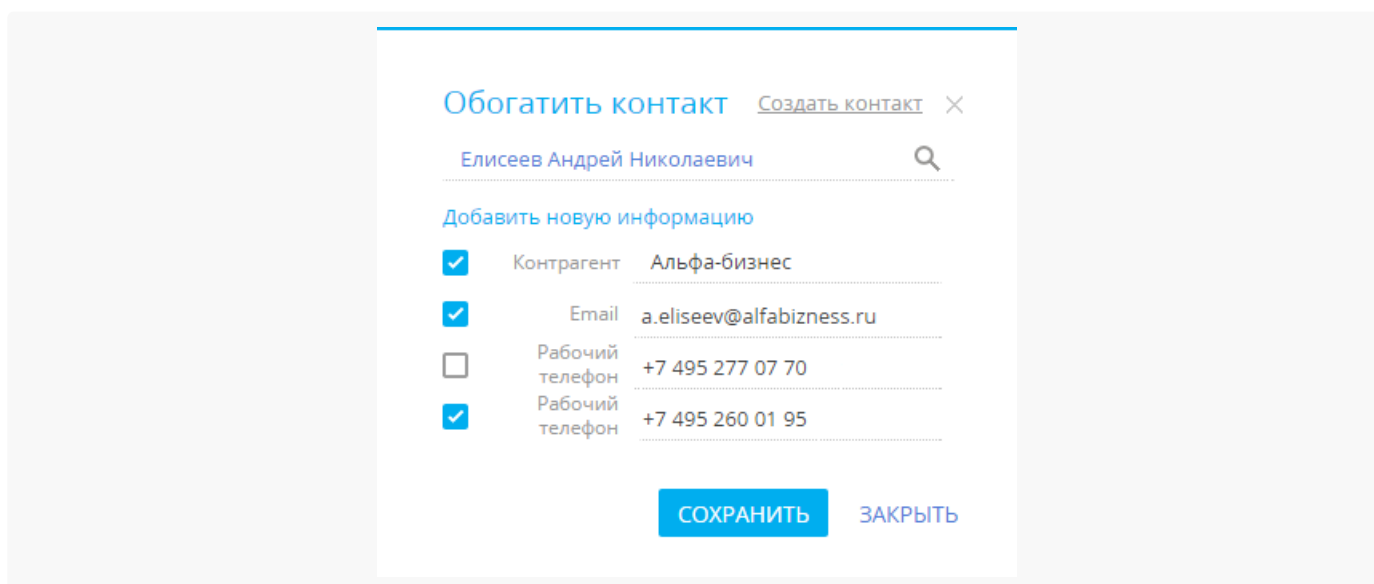 Обогатить контакт Создать контакт
Елисеев Андрей Николаевич
Добавить новую информацию
Контрагент Альфа-бизнес
Email a.eliseev@alfabizness.ru
Рабочий
телефон +7 495 277 07 70
Рабочий
телефон +7 495 260 01 95
СОХРАНИТЬ ЗАКРЫТЬ